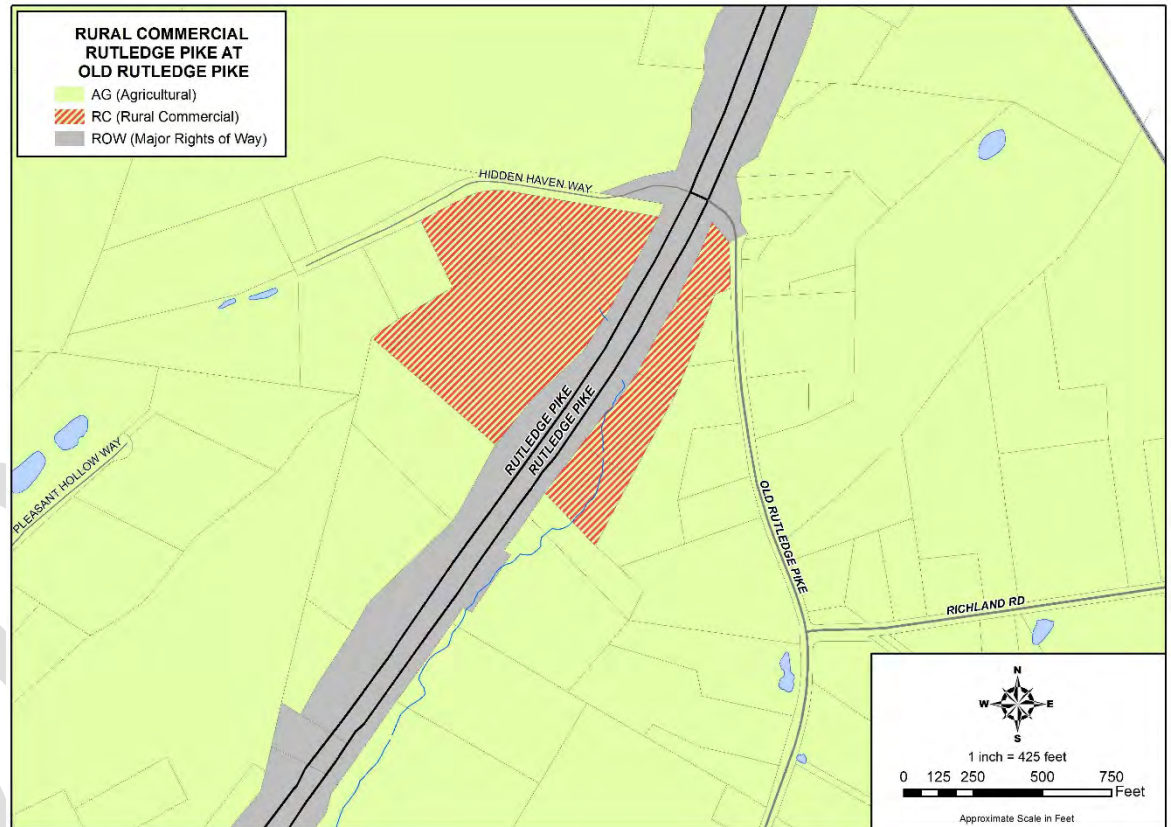 RURAL COMMERCIAL
RUTLEDGE PIKE AT
OLD RUTLEDGE PIKE
AG (Agricultural)
RC (Rural Commercial)
ROW (Major Rights of Way)
HIDDEN HAVEN WAY
RUTLEDGE PIKE
RUTLEDGE PIKE
PLEASANT HOLLOW WAY
OLD RUTLEDGE PIKE
RICHLAND RD
N
W E
S
1 inch = 425 feet
0 125 250 500 750
Feet
Approximate Scale in Feet